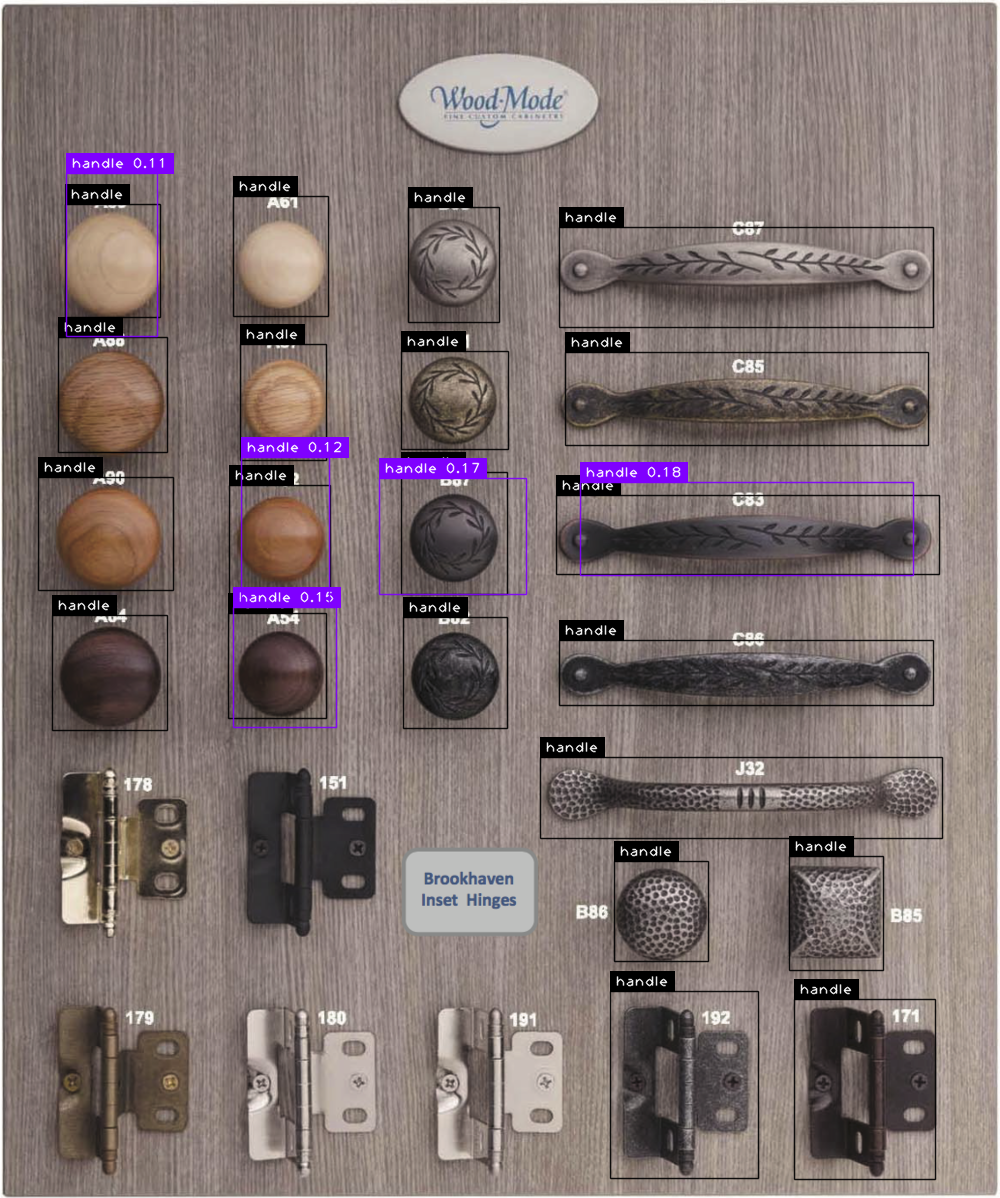 Wood-Mode
FINE CUSTOM CABINETRY
handle 0.11
handle
handle
A61
handle
handle
C87
handle
A88
handle
handle
handle
C85
handle 0.12
handle
A90
handle
handle 0.17
B87
handle 0.18
handle
C83
handle
handle 0.15
A54
handle
handle
C86
handle
J32
178
151
handle
handle
Brookhaven
Inset Hinges
B86
B85
handle
handle
179
180
191
192
171